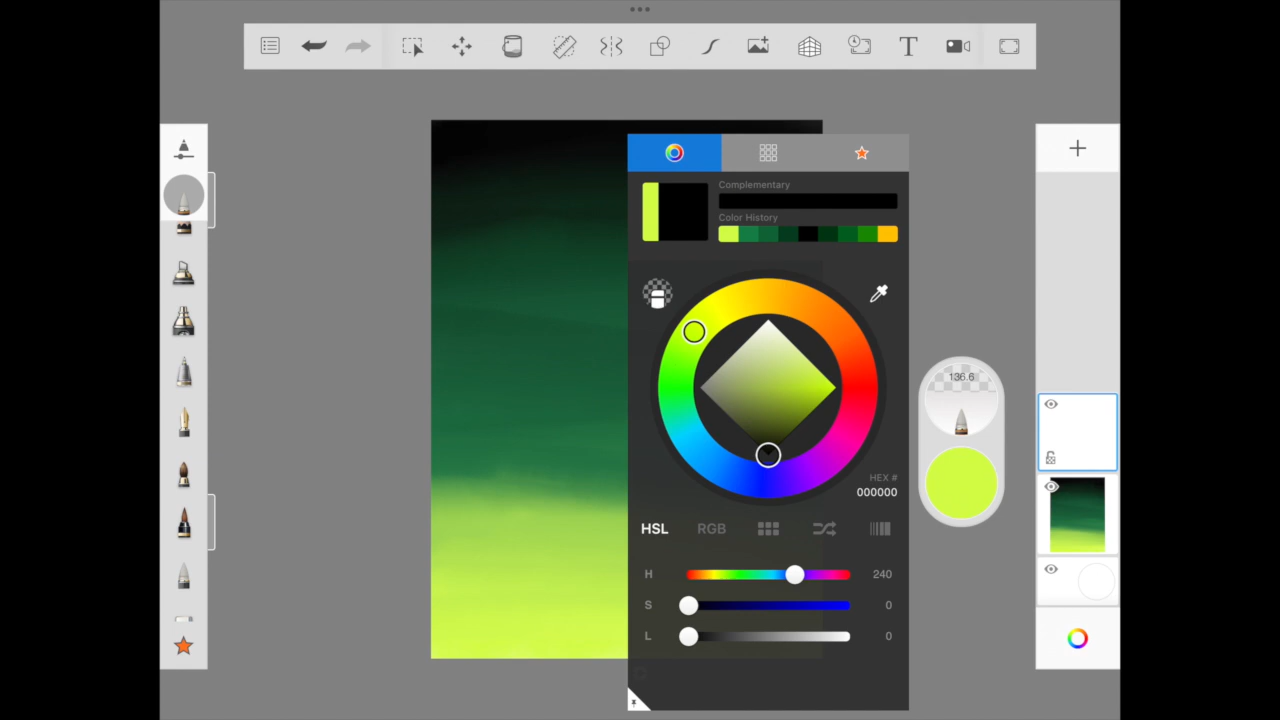 T
Complementary
Color History
136.6
HEX #
000000
HSL RGB
H 240
S 0
L 0